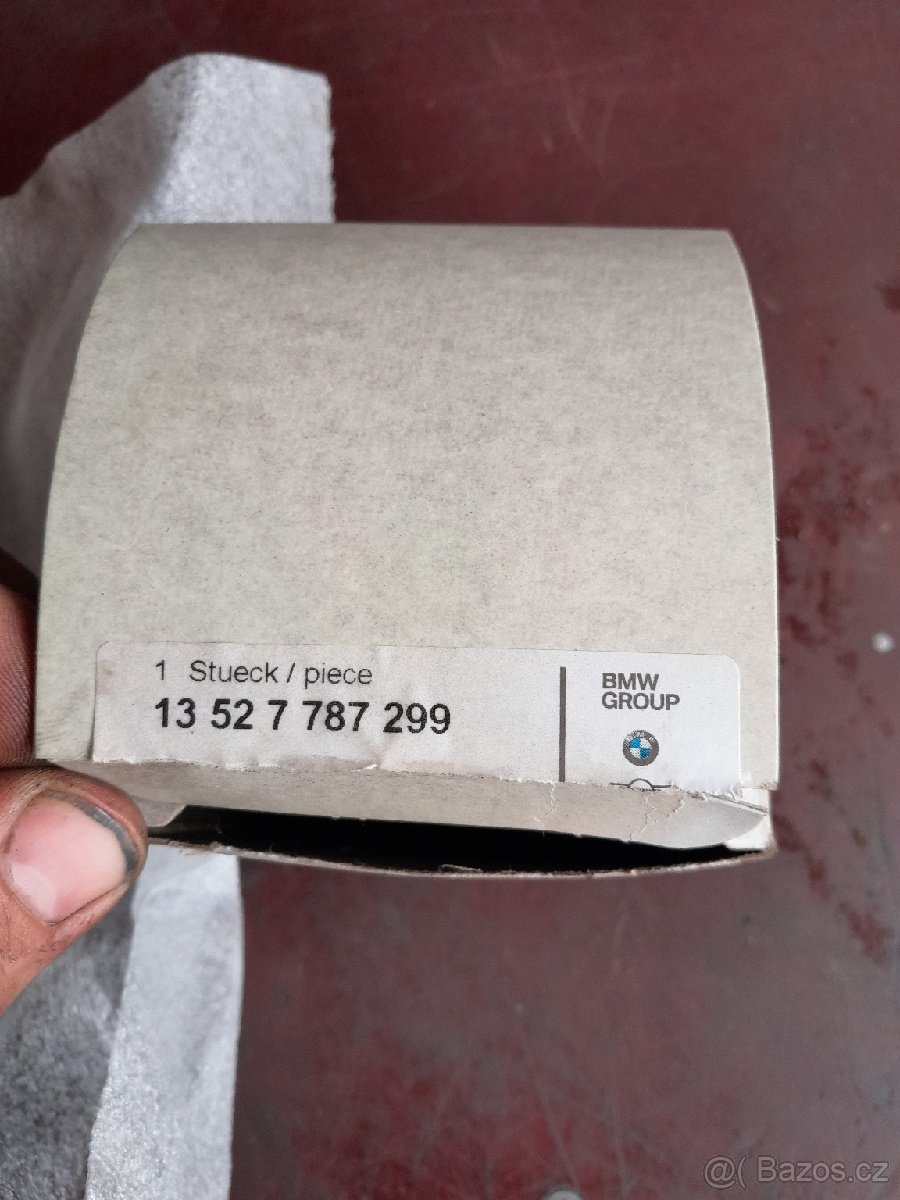 1 Stueck / piece
13 52 7 787 299
BMW
GROUP
@( Bazos.cz